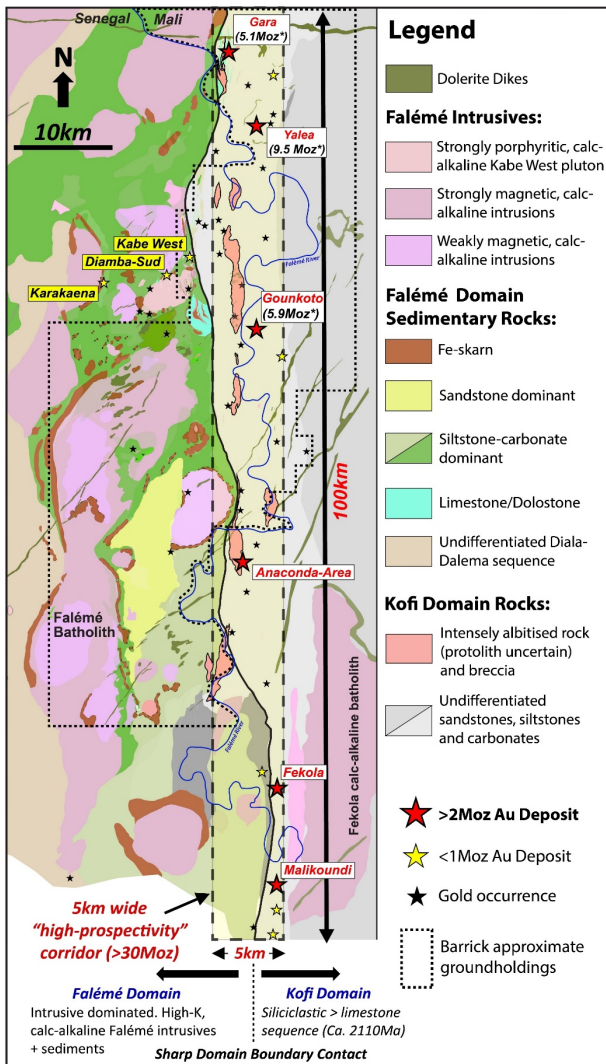 Senegal
Mali
Gara
(5.1Moz*)
N
10km
Yalea
(9.5 Moz*)
Kabe West
Diamba-Sud
Karakaena
Falémé River
Gounkoto
(5.9Moz*)
100km
Anaconda-Area
Falémé
Batholith
Falémé River
Fekola calc-alkaline batholith
Fekola
Malikoundi
5km wide
“high-prospectivity”
corridor (>30Moz)
5km
Falémé Domain
Intrusive dominated. High-K,
calc-alkaline Falémé intrusives
+ sediments
Kofi Domain
Siliciclastic > limestone
sequence (Ca. 2110Ma)
Sharp Domain Boundary Contact
Legend
Dolerite Dikes
Falémé Intrusives:
Strongly porphyritic, calc-
alkaline Kabe West pluton
Strongly magnetic, calc-
alkaline intrusions
Weakly magnetic, calc-
alkaline intrusions
Falémé Domain
Sedimentary Rocks:
Fe-skarn
Sandstone dominant
Siltstone-carbonate
dominant
Limestone/Dolostone
Undifferentiated Diala-
Dalema sequence
Kofi Domain Rocks:
Intensely albitised rock
(protolith uncertain)
and breccia
Undifferentiated
sandstones, siltstones
and carbonates
>2Moz Au Deposit
<1Moz Au Deposit
Gold occurrence
Barrick approximate
groundholdings